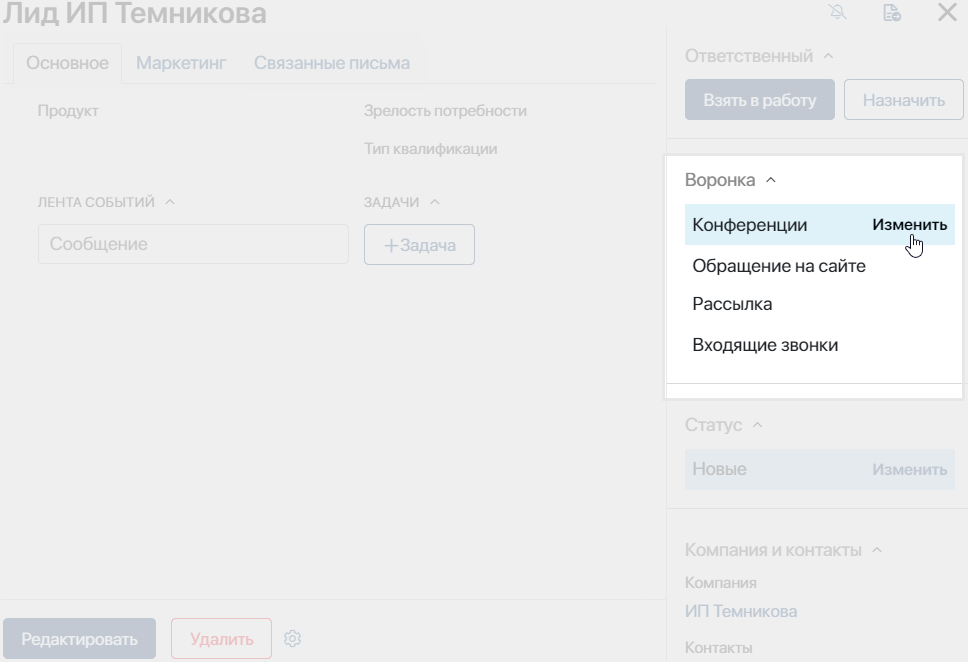 Лид ИП Темникова
Основное
Маркетинг
Связанные письма
Продукт
Зрелость потребности
Тип квалификации
ЛЕНТА СОБЫТИЙ
ЗАДАЧИ
Сообщение
+Задача
Редактировать
Удалить
Ответственный
Взять в работу
Назначить
Воронка
Конференции Изменить
Обращение на сайте
Рассылка
Входящие звонки
Статус
Новые Изменить
Компания и контакты
Компания
ИП Темникова
Контакты